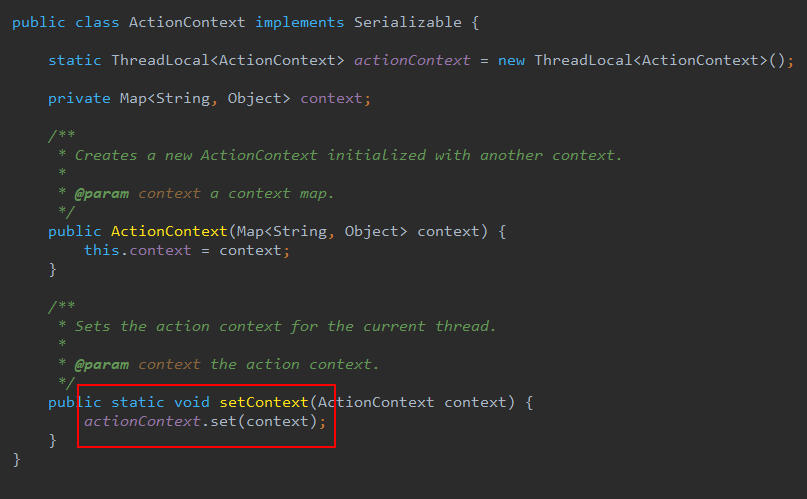 public class ActionContext implements Serializable {
static ThreadLocal<ActionContext> actionContext = new ThreadLocal<ActionContext>();
private Map<String, Object> context;
/**
* Creates a new ActionContext initialized with another context.
*
* @param context a context map.
*/
public ActionContext(Map<String, Object> context) {
this.context = context;
}
/**
* Sets the action context for the current thread.
*
* @param context the action context.
*/
public static void setContext(ActionContext context) {
actionContext.set(context);
}
}